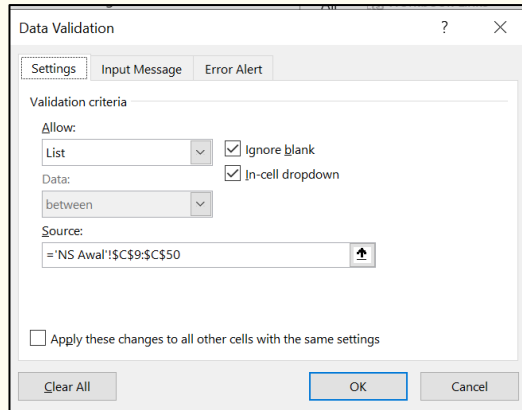 Data Validation ? ×
Settings Input Message Error Alert
Validation criteria
Allow:
List
Ignore blank
Data:
In-cell dropdown
between
Source:
='NS Awal'!$C$9:$C$50
Apply these changes to all other cells with the same settings
Clear All OK Cancel